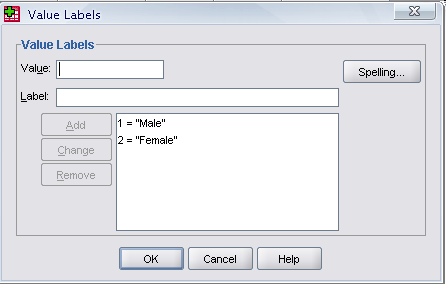 Value Labels
Value Labels
Value:
Spelling...
Label:
Add
1 = "Male"
Change
2 = "Female"
Remove
OK Cancel Help